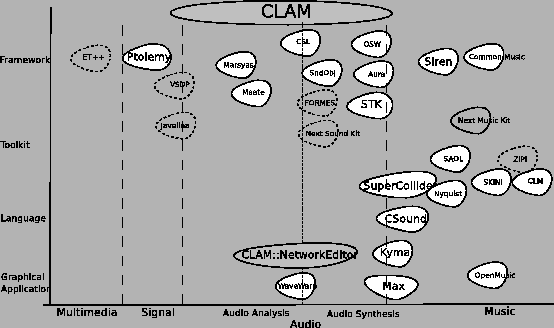 CLAM
CSL
OSW
Framework
ET++
Ptolemy
Marsyas
SndObj
Aura
Siren
Common Music
VSIP
Maate
FORMES
STK
Javelina
Next Sound Kit
Next Music Kit
Toolkit
SAOL
ZIPI
SuperCollider
Nyquist
SKINI
CLM
Language
CSound
CLAM::NetworkEditor
Kyma
Graphical
Application
WaveWarp
Max
OpenMusic
Multimedia
Signal
Audio Analysis
Audio Synthesis
Music
Audio